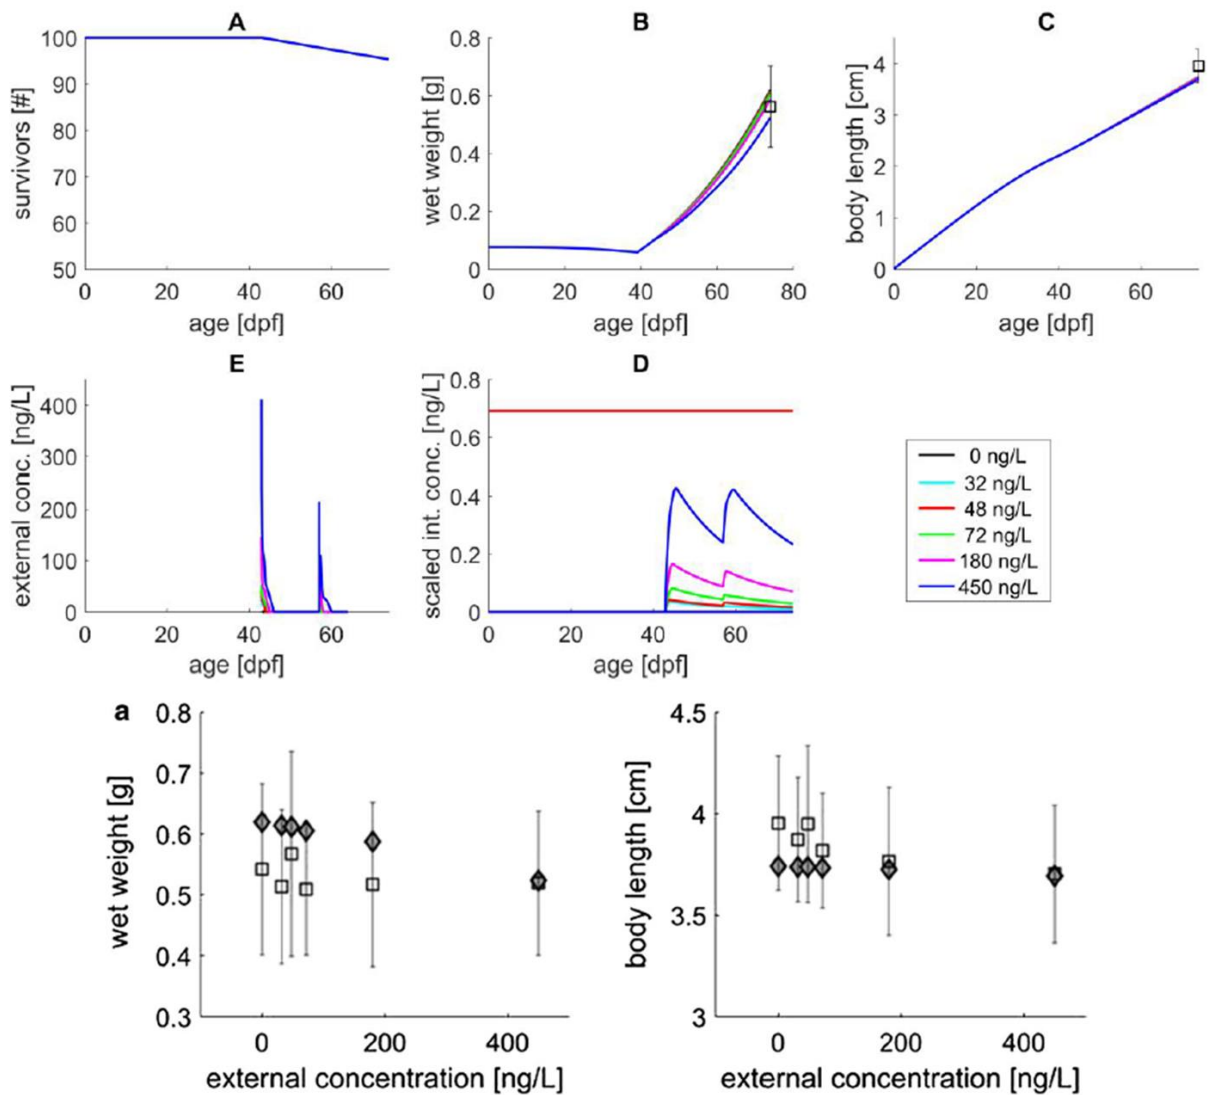 A
survivors [#]
100
90
80
70
60
50
0 20 40 60
age [dpf]
B
wet weight [g]
0.8
0.6
0.4
0.2
0
0 20 40 60 80
age [dpf]
C
body length [cm]
4
3
2
1
0
0 20 40 60
age [dpf]
E
external conc. [ng/L]
400
300
200
100
0
0 20 40 60
age [dpf]
D
scaled int. conc. [ng/L]
0.8
0.6
0.4
0.2
0
0 20 40 60
age [dpf]
0 ng/L
32 ng/L
48 ng/L
72 ng/L
180 ng/L
450 ng/L
a
wet weight [g]
0.8
0.7
0.6
0.5
0.4
0.3
0 200 400
external concentration [ng/L]
body length [cm]
4.5
4
3.5
3
0 200 400
external concentration [ng/L]